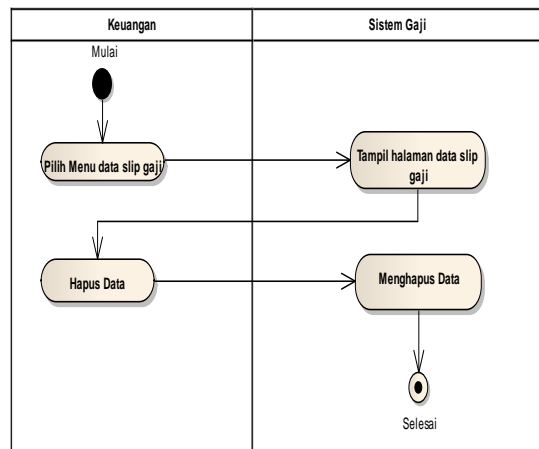 Keuangan
Sistem Gaji
Mulai
Pilih Menu data slip gaji
Tampil halaman data slip
gaji
Hapus Data
Menghapus Data
Selesai